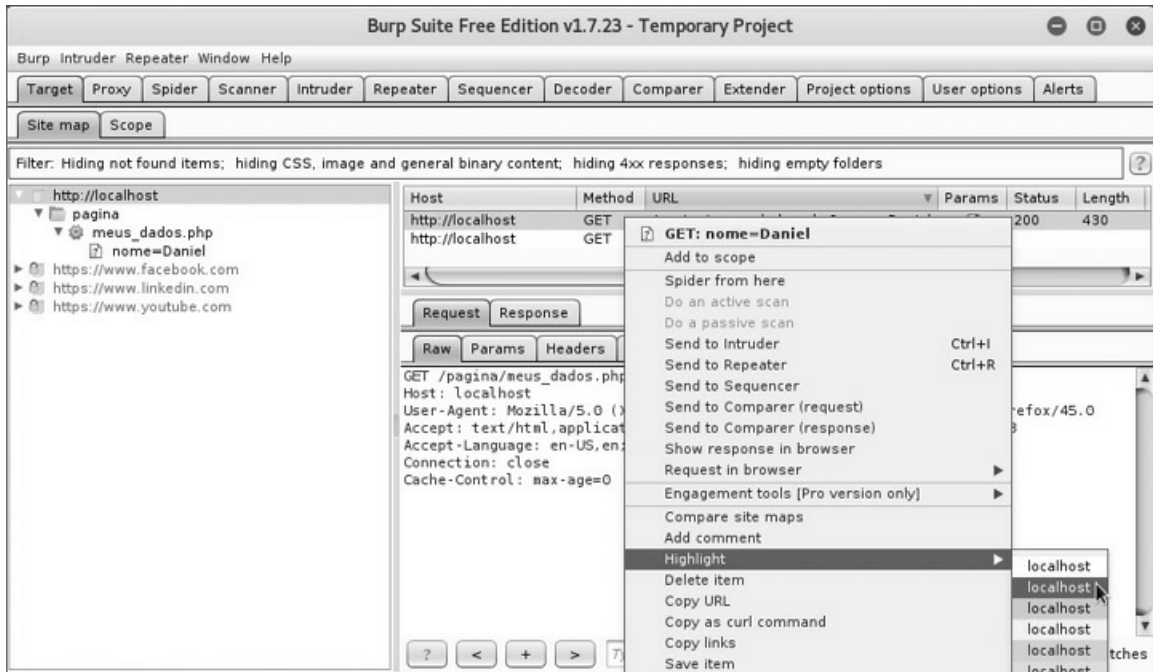 Burp Suite Free Edition v1.7.23 - Temporary Project
Burp Intruder Repeater Window Help
Target Proxy Spider Scanner Intruder Repeater Sequencer Decoder Comparer Extender Project options User options Alerts
Site map Scope
Filter: Hiding not found items; hiding CSS, image and general binary content; hiding 4xx responses; hiding empty folders ?
http://localhost
pagina
meus_dados.php
nome=Daniel
https://www.facebook.com
https://www.linkedin.com
https://www.youtube.com
Host Method URL Params Status Length
http://localhost GET 200 430
http://localhost GET
Request Response
Raw Params Headers
GET /pagina/meus_dados.php
Host: localhost
User-Agent: Mozilla/5.0 (X efox/45.0
Accept: text/html,applicat
Accept-Language: en-US,en;
Connection: close
Cache-Control: max-age=0
? < + >
tches
GET: nome=Daniel
Add to scope
Spider from here
Do an active scan
Do a passive scan
Send to Intruder Ctrl+I
Send to Repeater Ctrl+R
Send to Sequencer
Send to Comparer (request)
Send to Comparer (response)
Show response in browser
Request in browser
Engagement tools [Pro version only]
Compare site maps
Add comment
Highlight
Delete item
Copy URL
Copy as curl command
Copy links
Save item
localhost
localhost
localhost
localhost
localhost
localhost